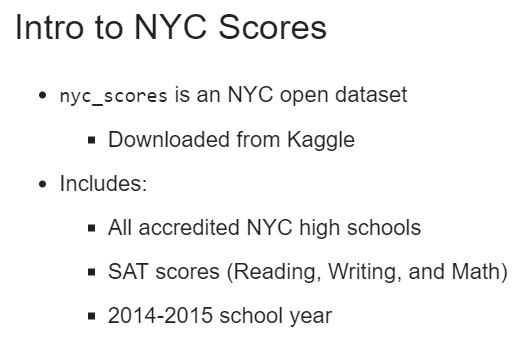 Intro to NYC Scores
• nyc_scores is an NYC open dataset
▪ Downloaded from Kaggle
• Includes:
▪ All accredited NYC high schools
▪ SAT scores (Reading, Writing, and Math)
▪ 2014-2015 school year